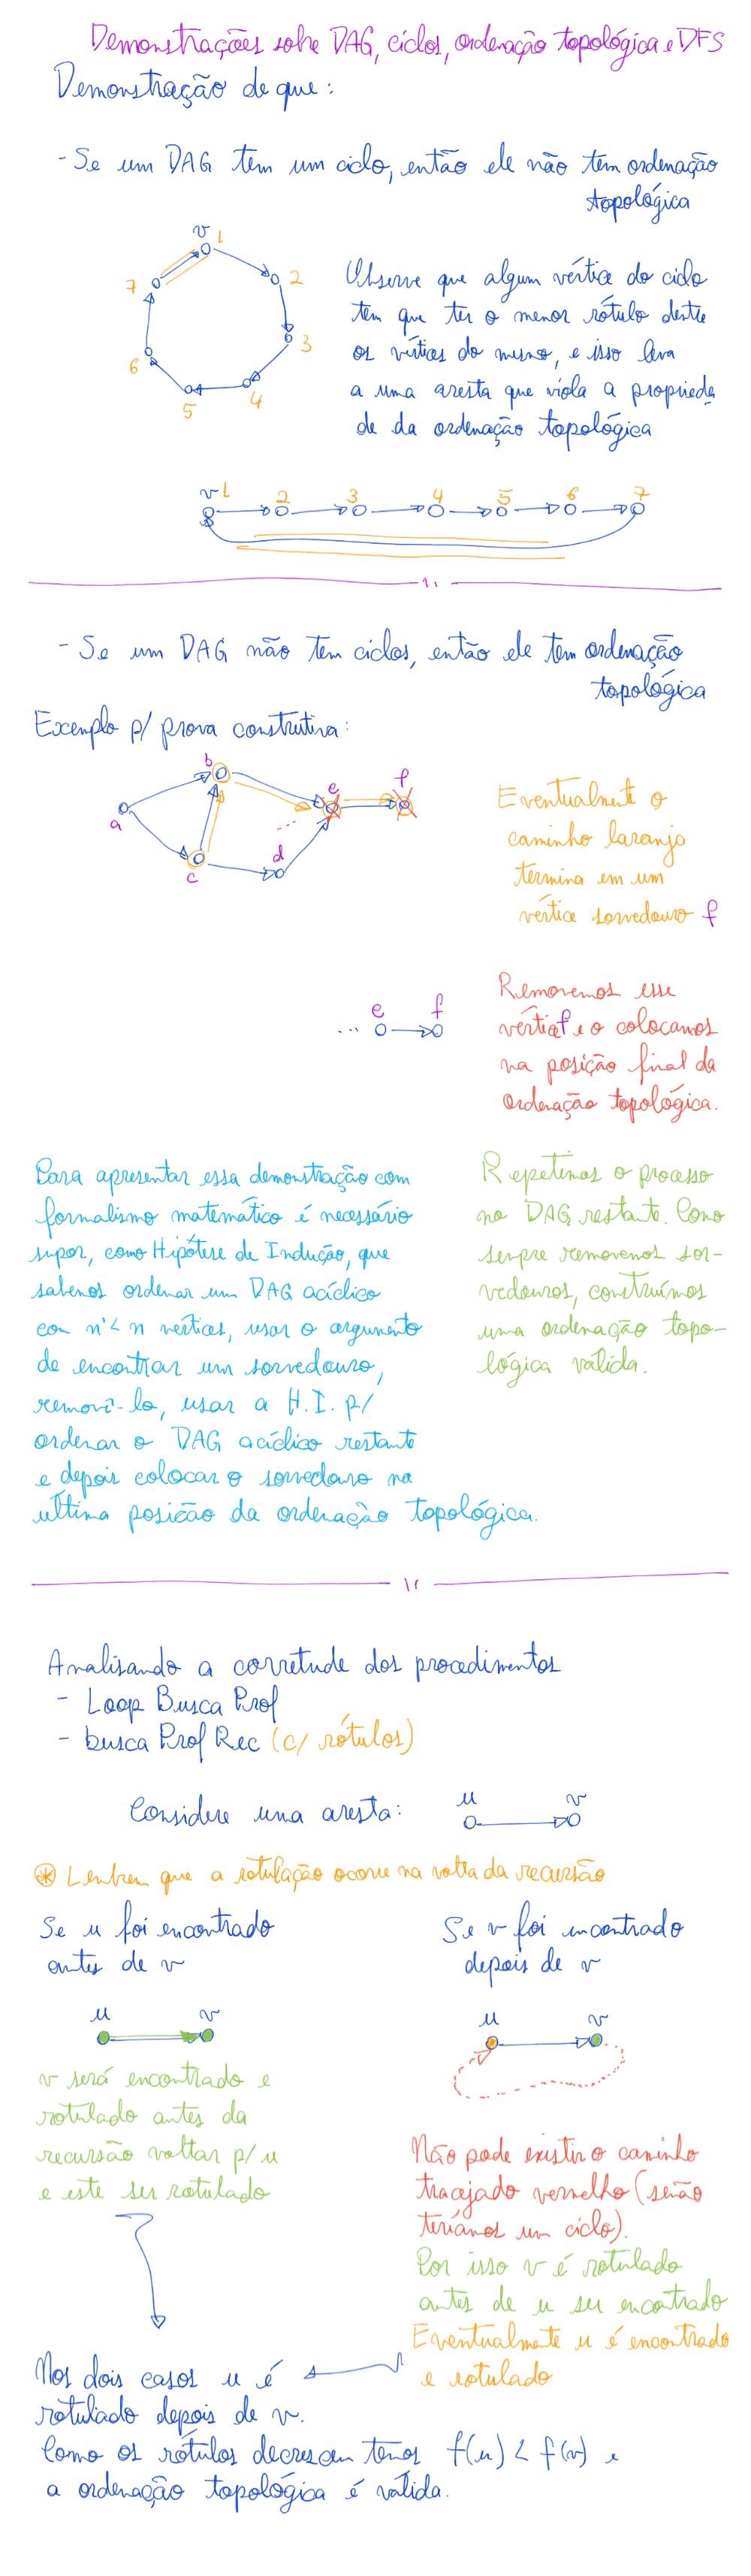 Demonstrações sobre DAG, ciclos, ordenação topológica e DFS
Demonstração de que:
- Se um DAG tem um ciclo, então ele não tem ordenação
topológica
v 1
2
3
4
5
6
7
Observe que algum vértice do ciclo
tem que ter o menor rótulo dentre
os vértices do mesmo, e isso leva
a uma aresta que viola a proprieda
de da ordenação topológica
v 1 2 3 4 5 6 7
- Se um DAG não tem ciclos, então ele tem ordenação
topológica
Exemplo p/ prova construtiva:
a
b
c
d
e
f
Eventualmente o
caminho laranja
termina em um
vértice sorvedouro f
... e f
Removemos esse
vértice f e o colocamos
na posição final da
ordenação topológica.
Para apresentar essa demonstração com
formalismo matemático é necessário
supor, como Hipótese de Indução, que
sabemos ordenar um DAG acíclico
com n' < n vértices, usar o argumento
de encontrar um sorvedouro,
removê-lo, usar a H.I. p/
ordenar o DAG acíclico restante
e depois colocar o sorvedouro na
última posição da ordenação topológica.
Repetimos o processo
no DAG restante. Como
sempre removemos sor-
vedouros, construímos
uma ordenação topo-
lógica válida.
Analisando a corretude dos procedimentos
- Loop Busca Prof
- busca Prof Rec (c/ rótulos)
Considere uma aresta: u v
* Lembrem que a rotulação ocorre na volta da recursão
Se u foi encontrado
antes de v
u v
v será encontrado e
rotulado antes da
recursão voltar p/ u
e este ser rotulado
Se v foi encontrado
depois de v
u v
Não pode existir o caminho
tracejado vermelho (senão
teríamos um ciclo).
Por isso v é rotulado
antes de u ser encontrado
Eventualmente u é encontrado
e rotulado
Nos dois casos u é
rotulado depois de v.
Como os rótulos decrescem temos f(u) < f(v) e
a ordenação topológica é válida.